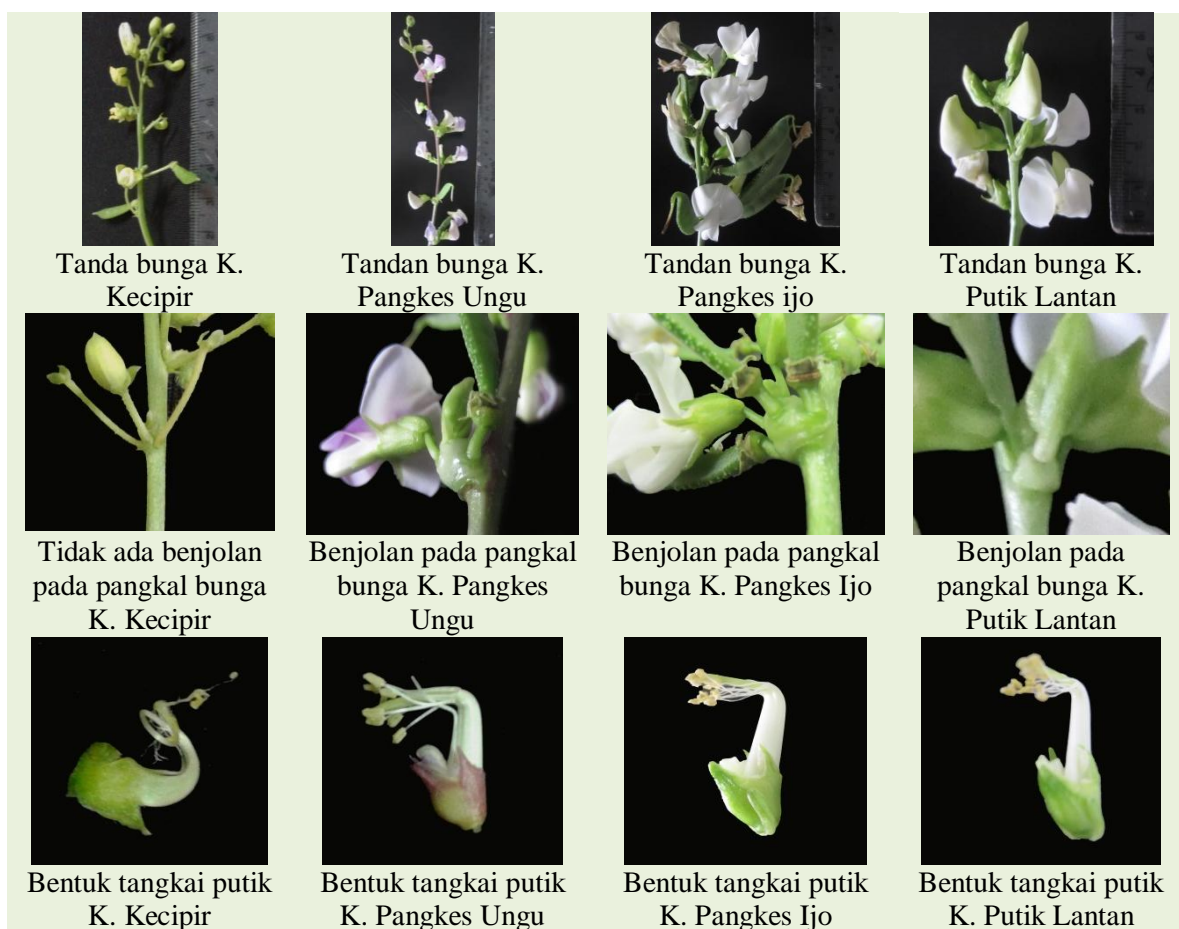 Tanda bunga K.
Kecipir
Tandan bunga K.
Pangkes Ungu
Tandan bunga K.
Pangkes ijo
Tandan bunga K.
Putik Lantan
Tidak ada benjolan
pada pangkal bunga
K. Kecipir
Benjolan pada pangkal
bunga K. Pangkes
Ungu
Benjolan pada pangkal
bunga K. Pangkes Ijo
Benjolan pada
pangkal bunga K.
Putik Lantan
Bentuk tangkai putik
K. Kecipir
Bentuk tangkai putik
K. Pangkes Ungu
Bentuk tangkai putik
K. Pangkes Ijo
Bentuk tangkai putik
K. Putik Lantan